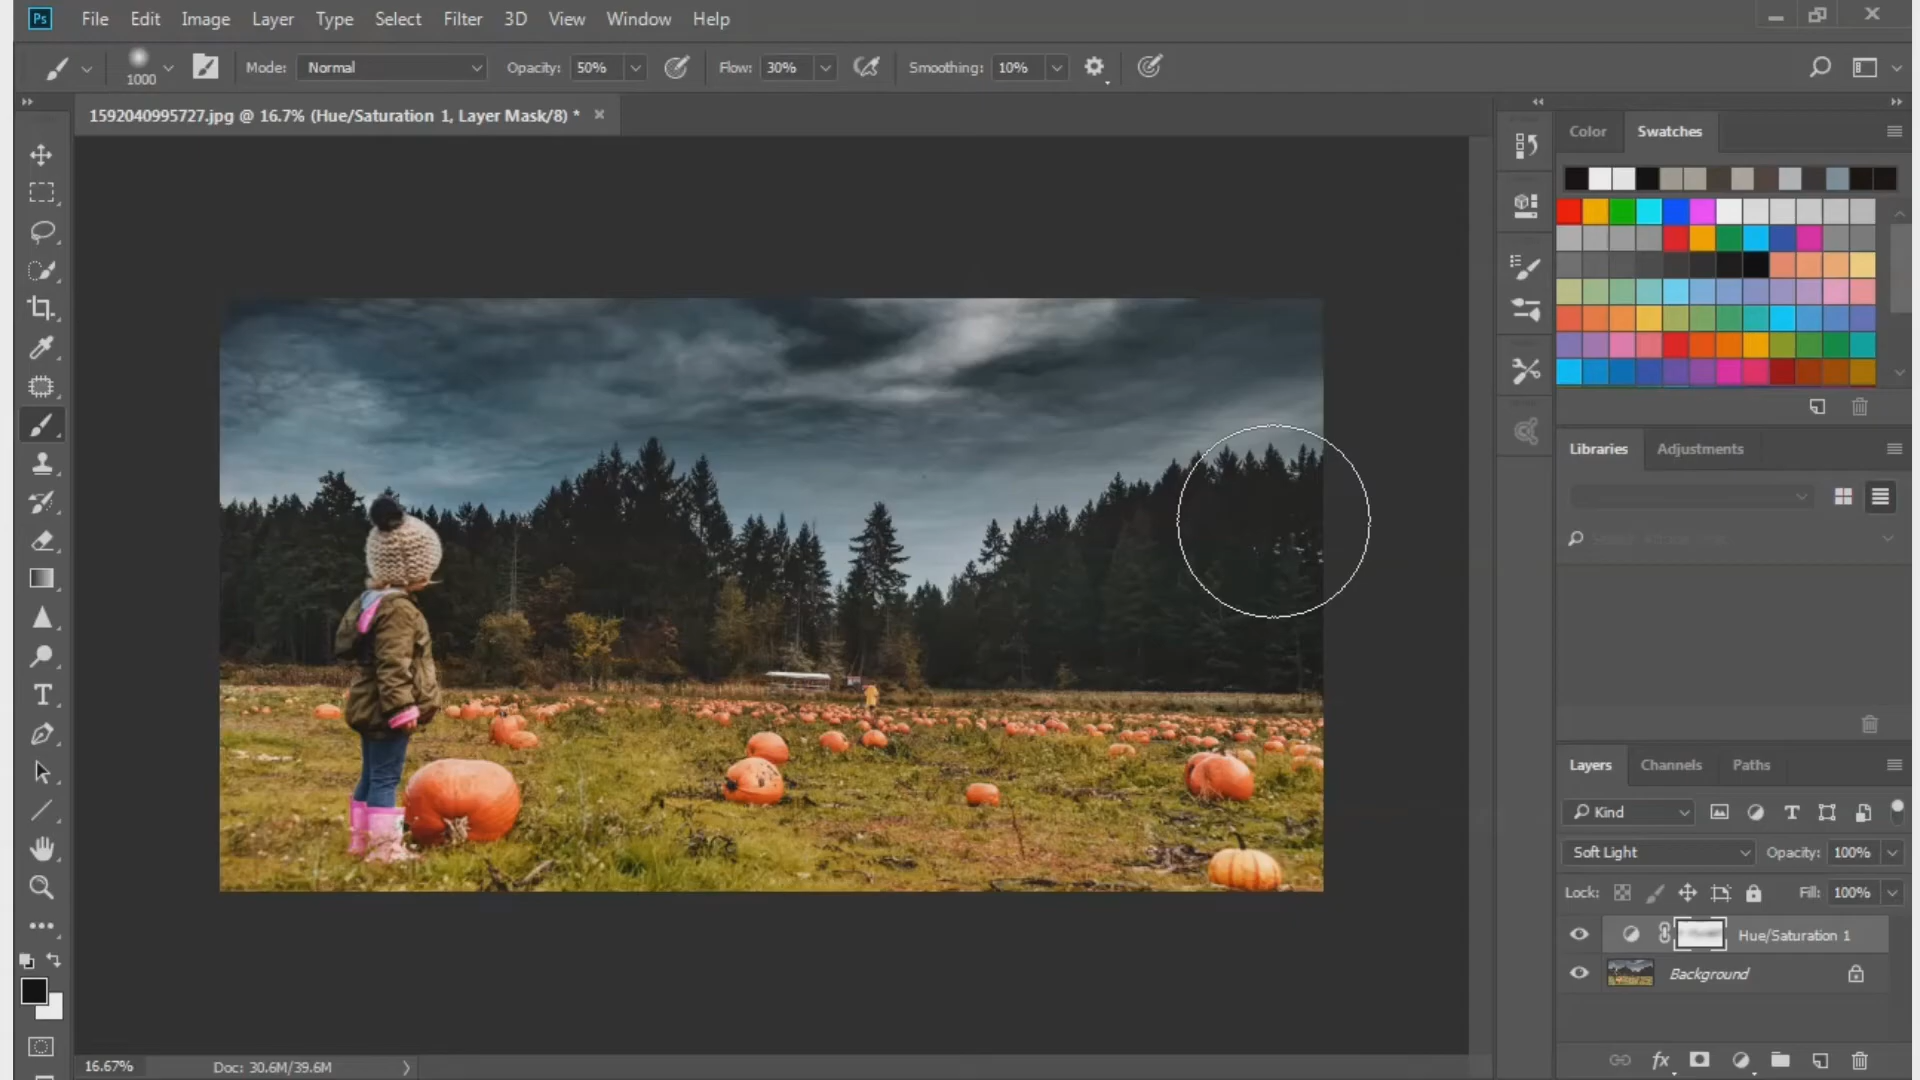 Ps File Edit Image Layer Type Select Filter 3D View Window Help
1000 Mode: Normal Opacity: 50% Flow: 30% Smoothing: 10%
1592040995727.jpg @ 16.7% (Hue/Saturation 1, Layer Mask/8) *
Color Swatches
Libraries Adjustments
Layers Channels Paths
Kind
Soft Light Opacity: 100%
Lock: Fill: 100%
Hue/Saturation 1
Background
16.67% Doc: 30.6M/39.6M
fx